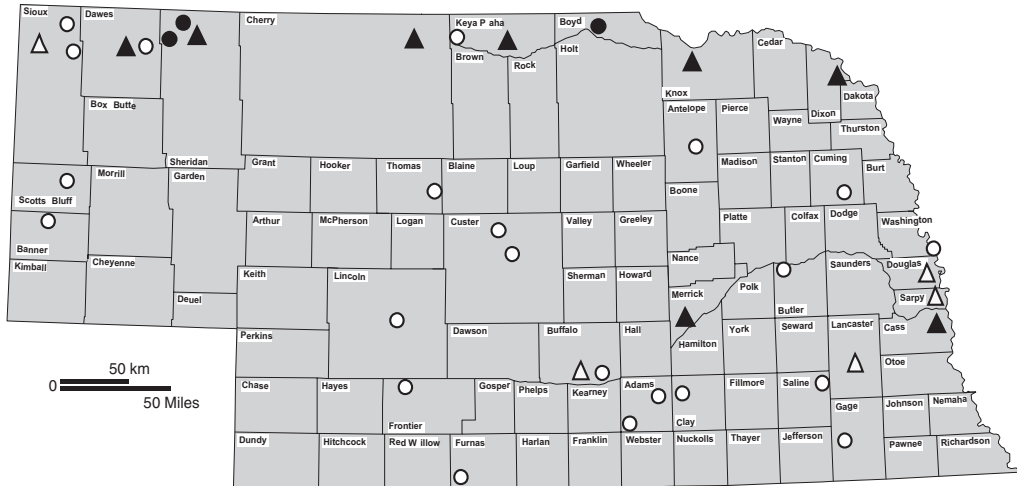 Sioux Dawes Cherry Keya P aha Boyd Cedar
Brown Rock Holt Knox Dixon Dakota
Box Butte Antelope Pierce Wayne Thurston
Sheridan Grant Hooker Thomas Blaine Loup Garfield Wheeler Madison Stanton Cuming Burt
Scotts Bluff Morrill Garden Boone
Banner Arthur McPherson Logan Custer Valley Greeley Platte Colfax Dodge Washington
Kimball Cheyenne Keith Lincoln Sherman Howard Nance Saunders Douglas
Deuel Merrick Polk Butler Sarpy
Perkins Dawson Buffalo Hall Hamilton York Seward Lancaster Cass
50 km
0
50 Miles
Otoe
Chase Hayes Frontier Gosper Phelps Kearney Adams Clay Fillmore Saline Gage Johnson Nemaha
Dundy Hitchcock Red W illow Furnas Harlan Franklin Webster Nuckolls Thayer Jefferson Pawnee Richardson